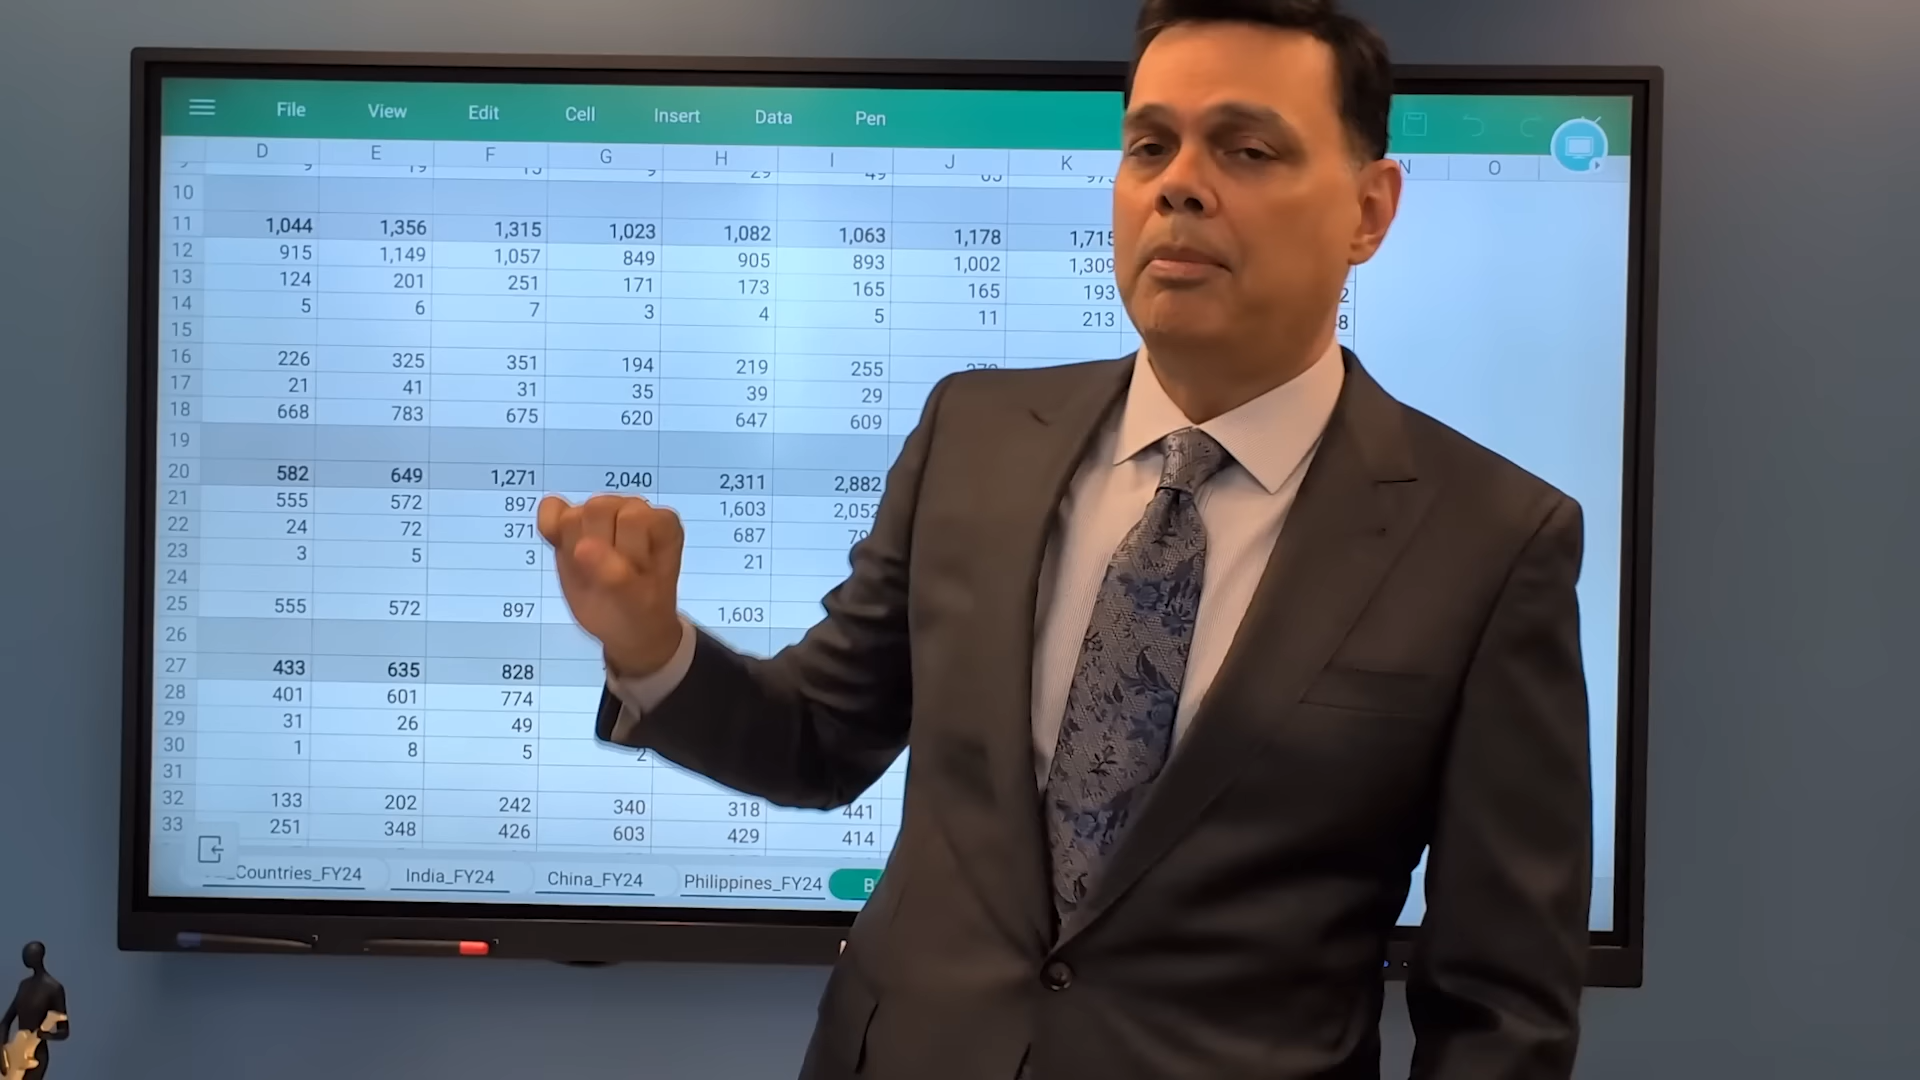 File View Edit Cell Insert Data Pen
D E F G H I J K N O
10
11 1,044 1,356 1,315 1,023 1,082 1,063 1,178 1,715
12 915 1,149 1,057 849 905 893 1,002 1,309
13 124 201 251 171 173 165 165 193
14 5 6 7 3 4 5 11 213
15
16 226 325 351 194 219 255
17 21 41 31 35 39 29
18 668 783 675 620 647 609
19
20 582 649 1,271 2,040 2,311 2,882
21 555 572 897 1,603 2,052
22 24 72 371 687
23 3 5 3 21
24
25 555 572 897 1,603
26
27 433 635 828
28 401 601 774
29 31 26 49
30 1 8 5 2
31
32 133 202 242 340 318 441
33 251 348 426 603 429 414
Countries_FY24 India_FY24 China_FY24 Philippines_FY24 B